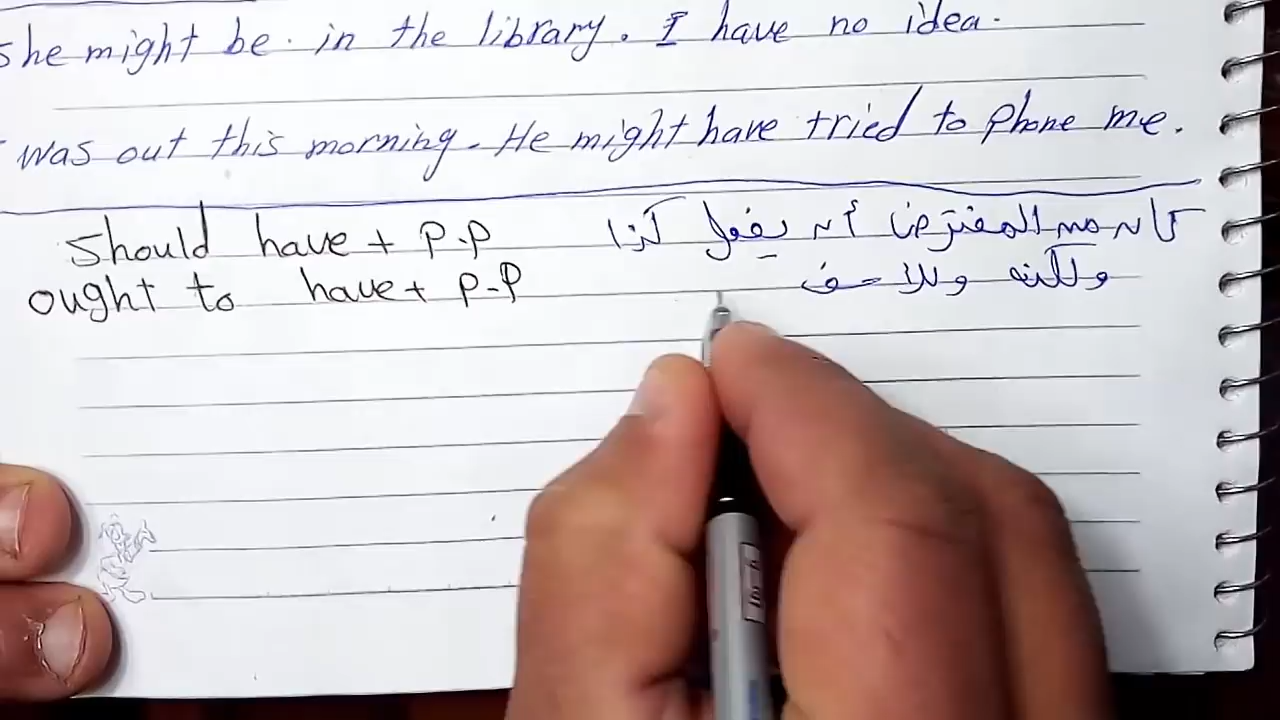 she might be in the library. I have no idea.
was out this morning. He might have tried to phone me.
Should have + p.p كان من المفترض أن يفعل كذا
ought to have + p.p ولكنه وللأسف